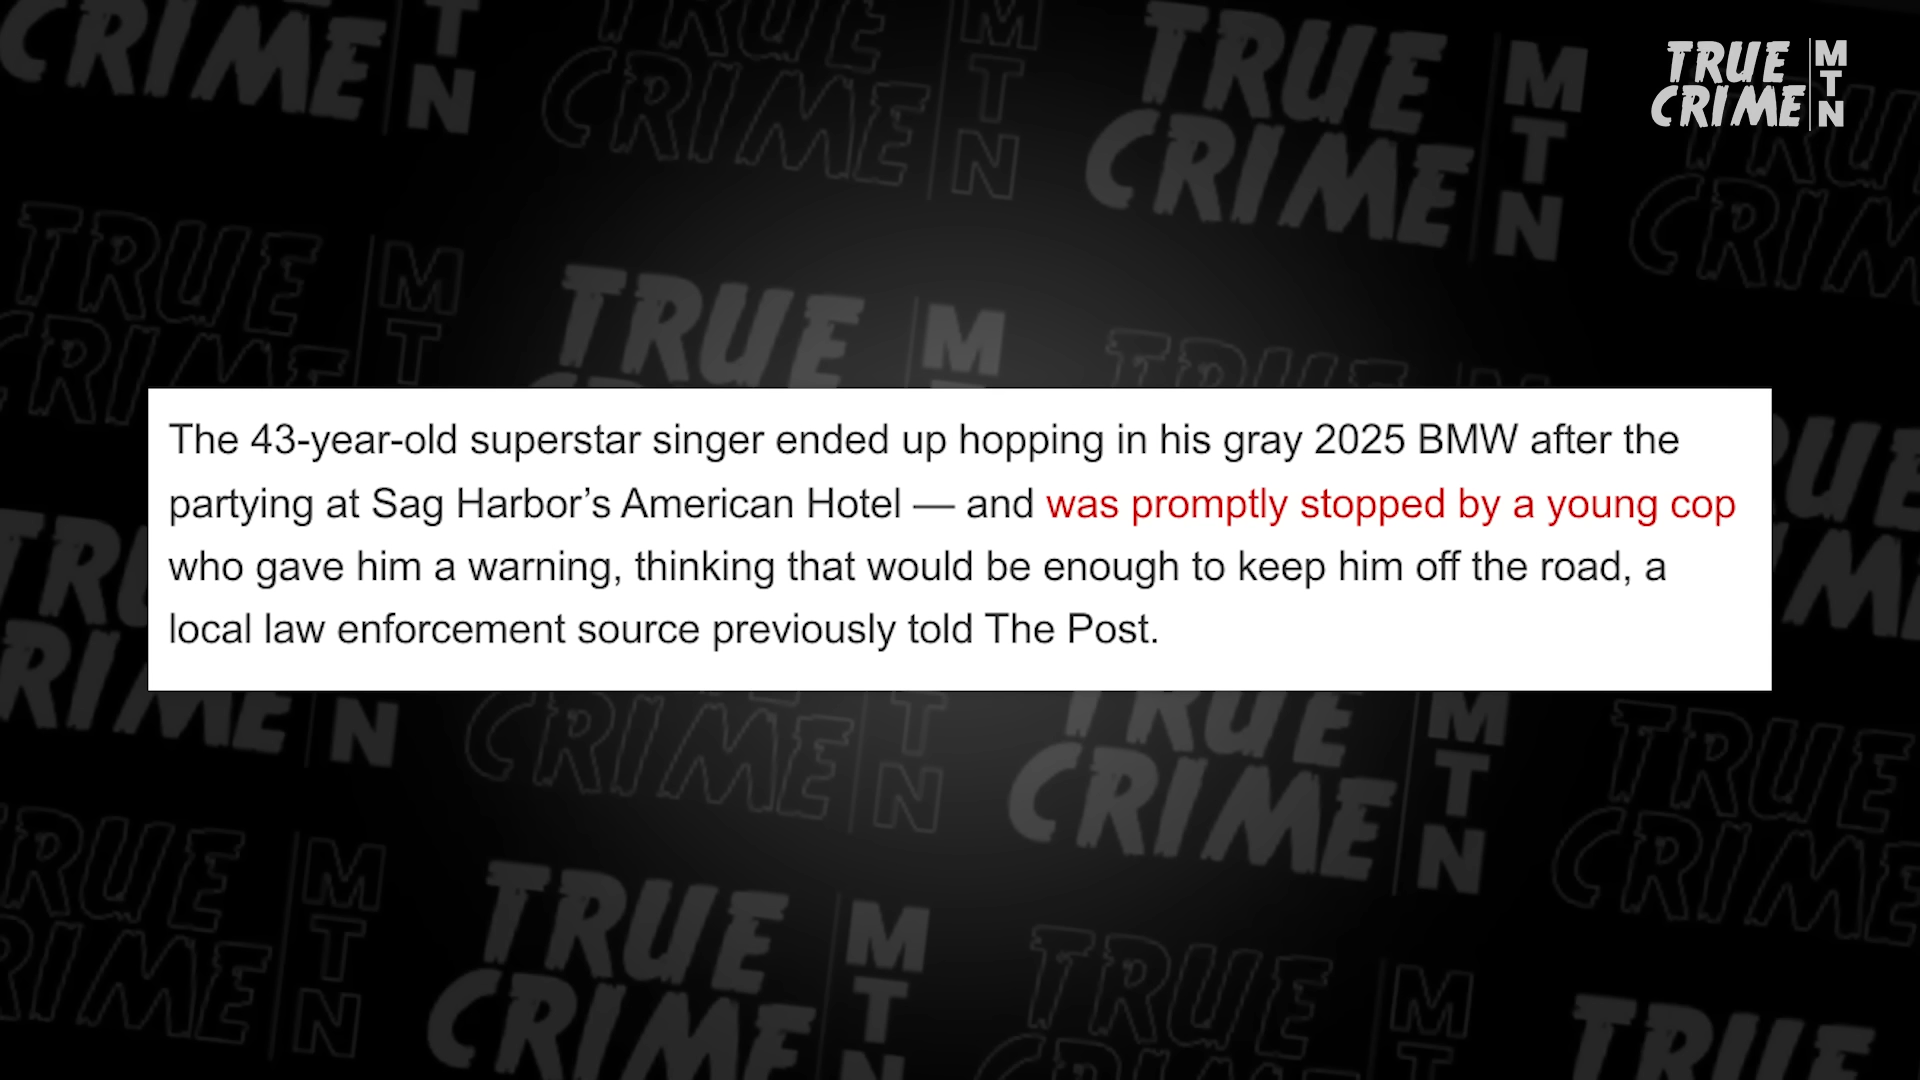 TRUE
CRIME
MTN
The 43-year-old superstar singer ended up hopping in his gray 2025 BMW after the
partying at Sag Harbor’s American Hotel — and was promptly stopped by a young cop
who gave him a warning, thinking that would be enough to keep him off the road, a
local law enforcement source previously told The Post.